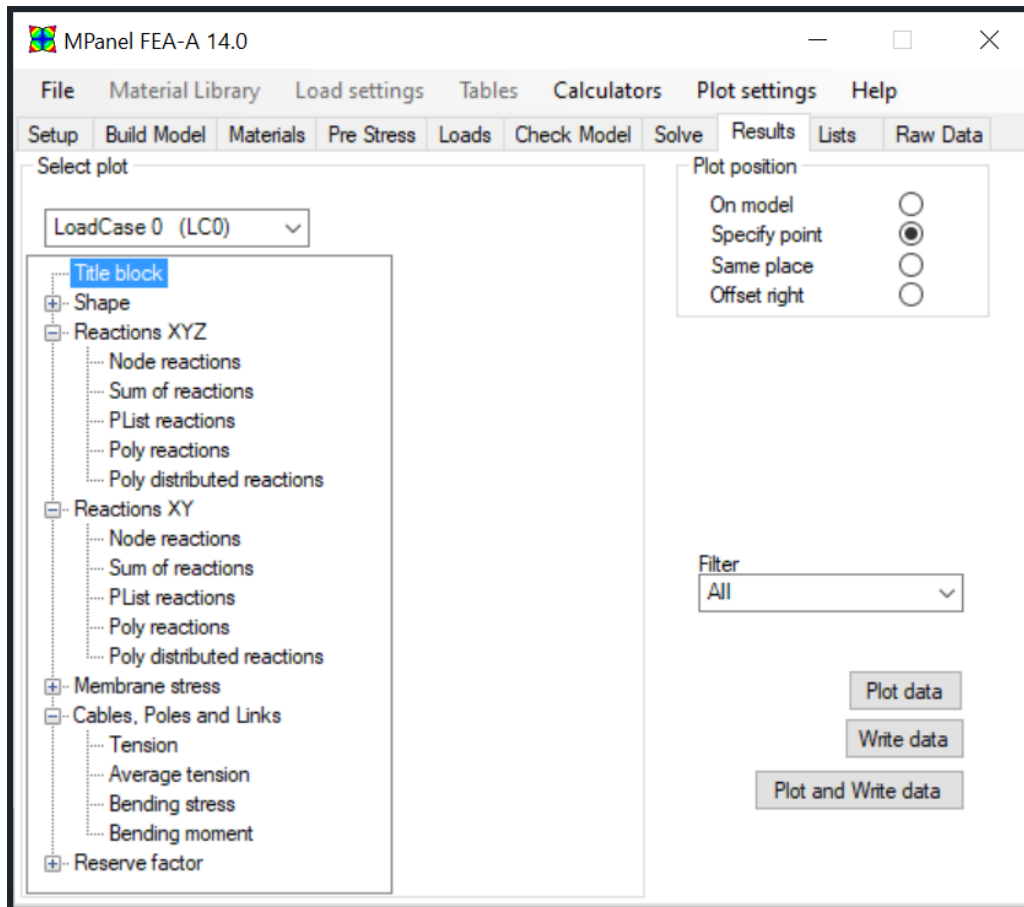 MPanel FEA-A 14.0
File Material Library Load settings Tables Calculators Plot settings Help
Setup Build Model Materials Pre Stress Loads Check Model Solve Results Lists Raw Data
Select plot
LoadCase 0 (LC0)
Title block
Shape
Reactions XYZ
Node reactions
Sum of reactions
PList reactions
Poly reactions
Poly distributed reactions
Reactions XY
Node reactions
Sum of reactions
PList reactions
Poly reactions
Poly distributed reactions
Membrane stress
Cables, Poles and Links
Tension
Average tension
Bending stress
Bending moment
Reserve factor
Plot position
On model
Specify point
Same place
Offset right
Filter
All
Plot data
Write data
Plot and Write data